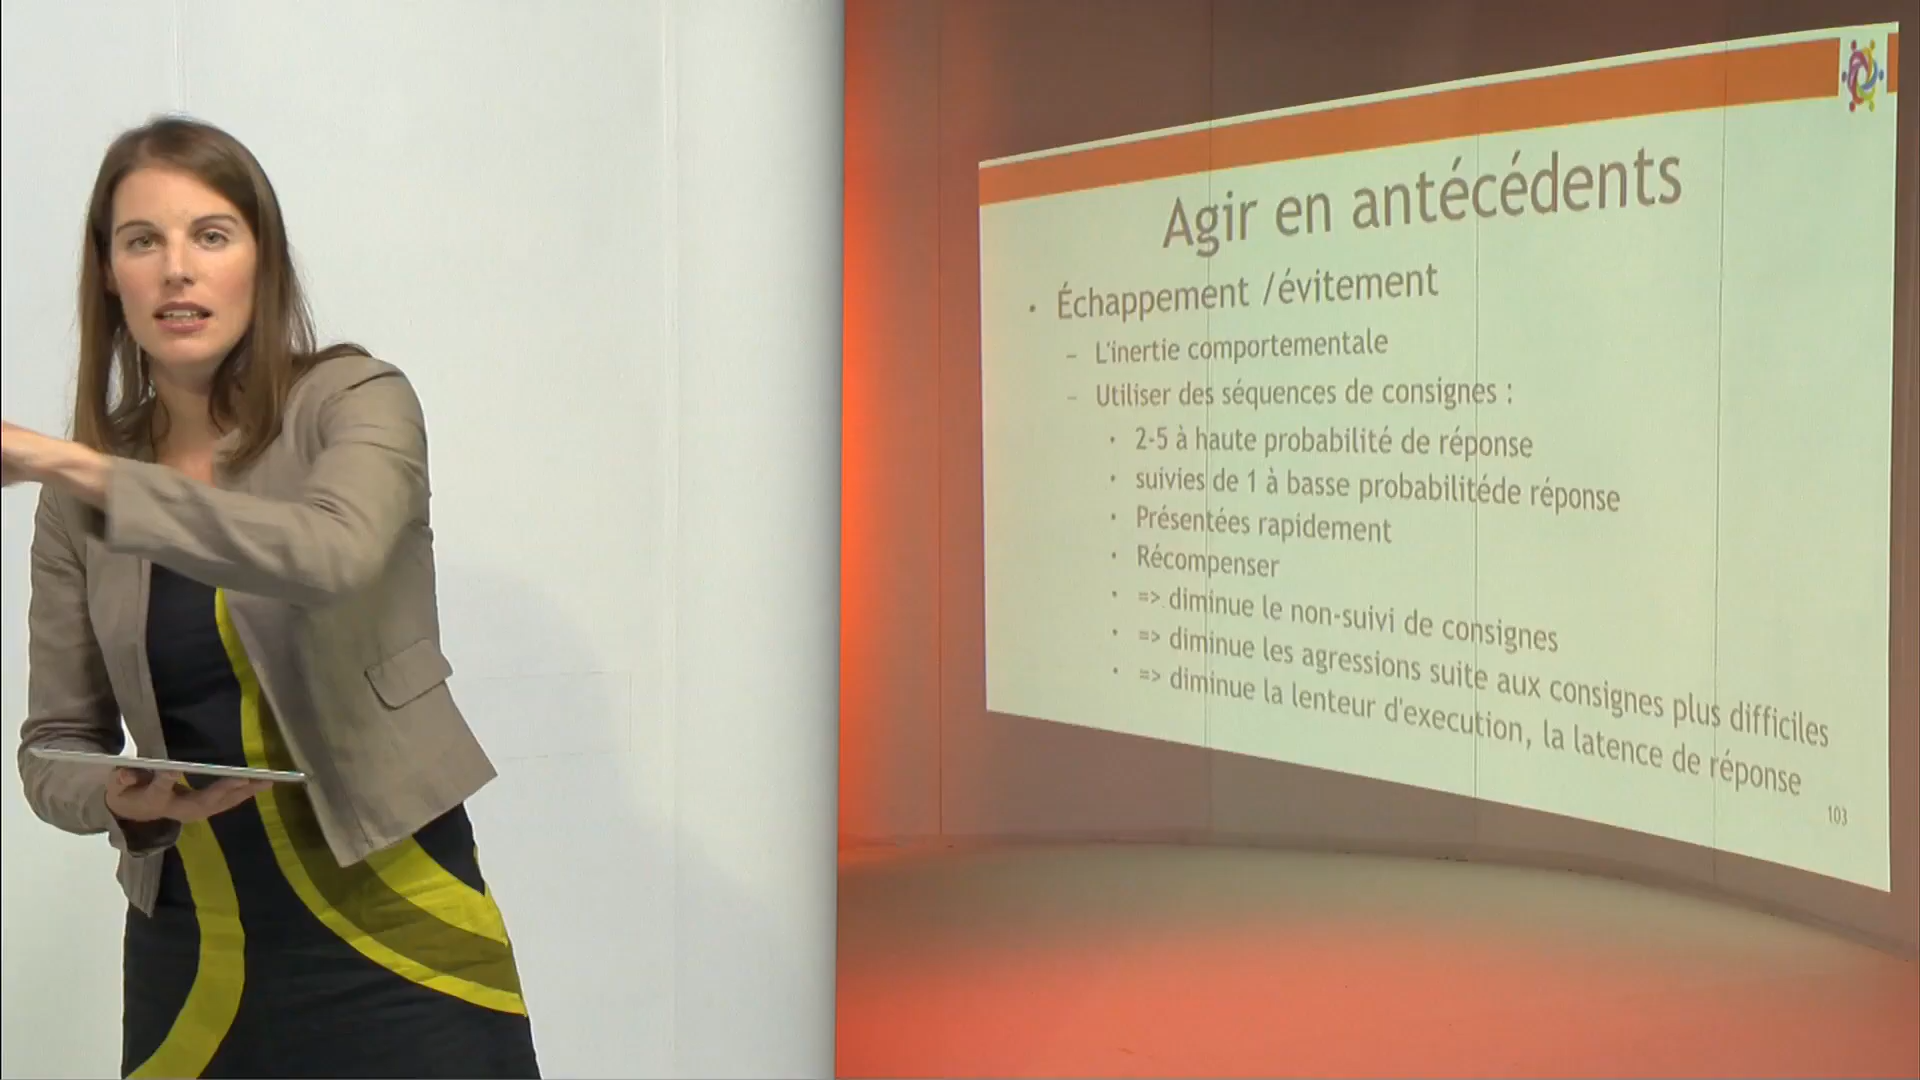 Agir en antécédents
• Échappement /évitement
– L'inertie comportementale
– Utiliser des séquences de consignes :
• 2-5 à haute probabilité de réponse
• suivies de 1 à basse probabilitéde réponse
• Présentées rapidement
• Récompenser
• => diminue le non-suivi de consignes
• => diminue les agressions suite aux consignes plus difficiles
• => diminue la lenteur d'execution, la latence de réponse
103